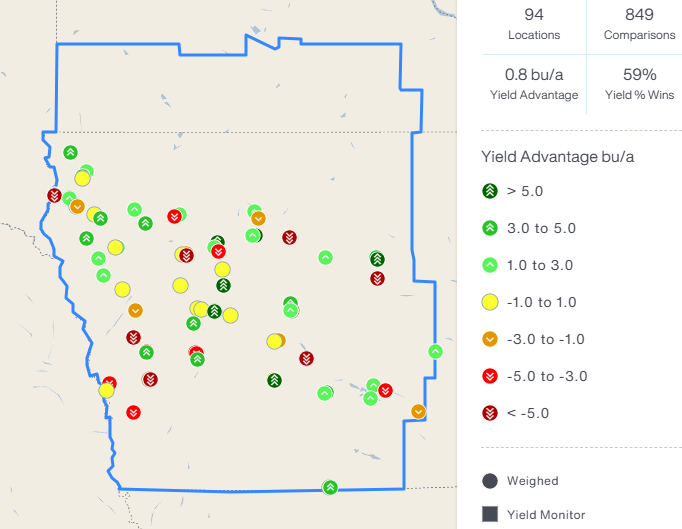 94
Locations
849
Comparisons
0.8 bu/a
Yield Advantage
59%
Yield % Wins
Yield Advantage bu/a
> 5.0
3.0 to 5.0
1.0 to 3.0
-1.0 to 1.0
-3.0 to -1.0
-5.0 to -3.0
< -5.0
Weighed
Yield Monitor